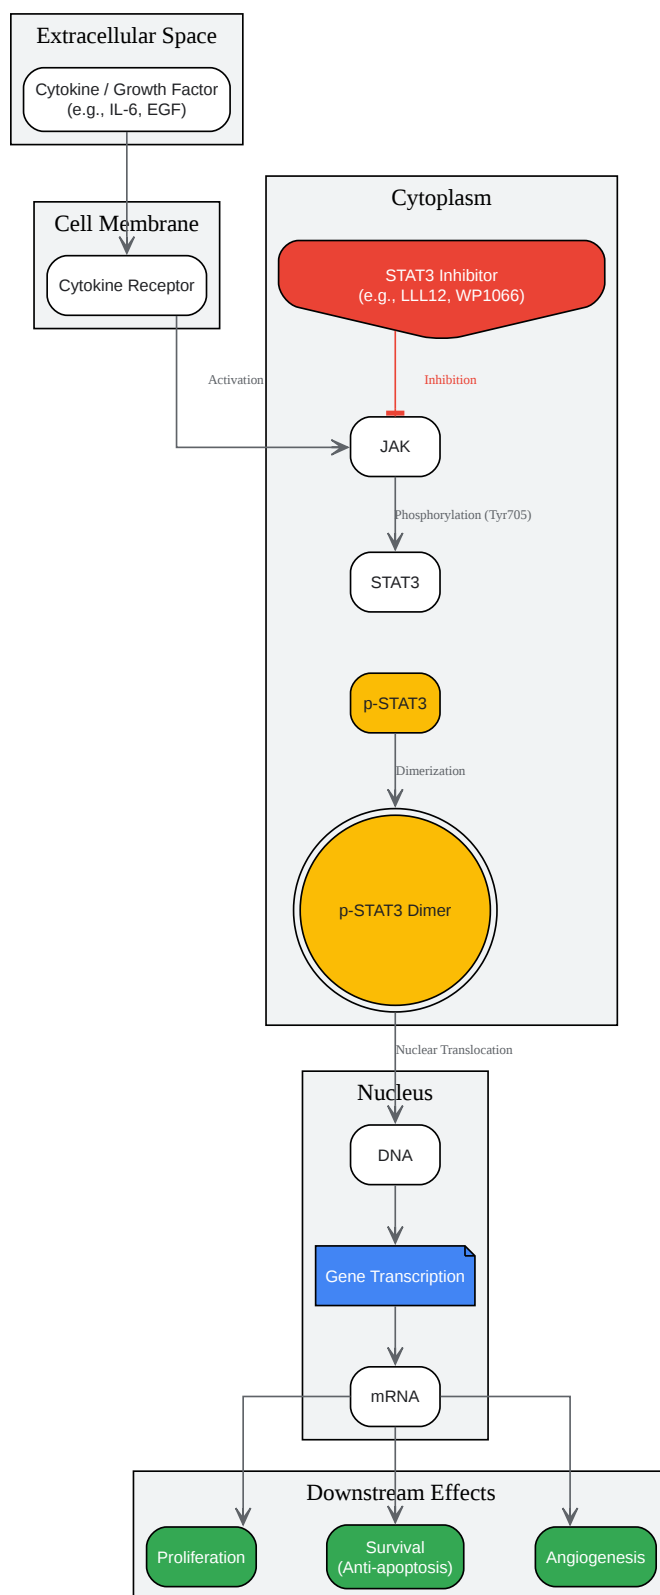 Extracellular Space
Cytokine / Growth Factor
(e.g., IL-6, EGF)
Cell Membrane
Cytokine Receptor
Cytoplasm
STAT3 Inhibitor
(e.g., LLL12, WP1066)
Activation
Inhibition
JAK
Phosphorylation (Tyr705)
STAT3
p-STAT3
Dimerization
p-STAT3 Dimer
Nuclear Translocation
Nucleus
DNA
Gene Transcription
mRNA
Downstream Effects
Proliferation
Survival
(Anti-apoptosis)
Angiogenesis